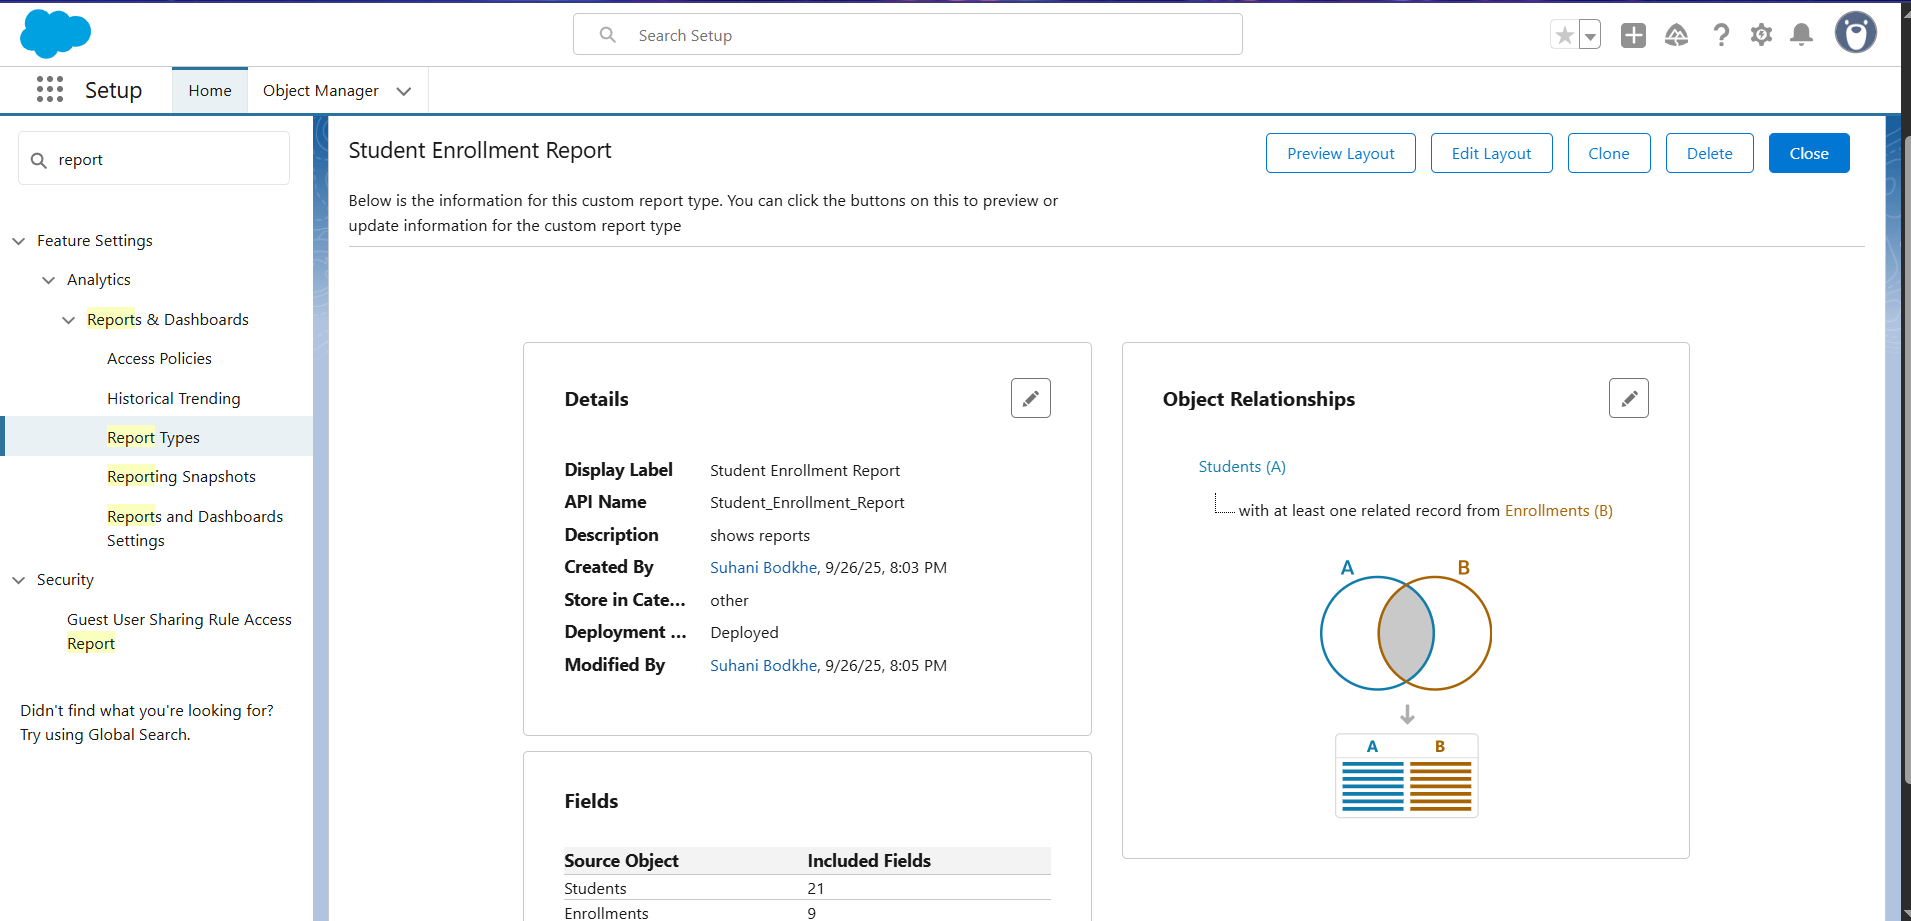 Search Setup
Setup
Home
Object Manager
report
Feature Settings
Analytics
Reports & Dashboards
Access Policies
Historical Trending
Report Types
Reporting Snapshots
Reports and Dashboards
Settings
Security
Guest User Sharing Rule Access
Report
Didn't find what you're looking for?
Try using Global Search.
Student Enrollment Report
Preview Layout
Edit Layout
Clone
Delete
Close
Below is the information for this custom report type. You can click the buttons on this to preview or
update information for the custom report type
Details
Display Label Student Enrollment Report
API Name Student_Enrollment_Report
Description shows reports
Created By Suhani Bodkhe, 9/26/25, 8:03 PM
Store in Cate... other
Deployment ... Deployed
Modified By Suhani Bodkhe, 9/26/25, 8:05 PM
Fields
Source Object Included Fields
Students 21
Enrollments 9
Object Relationships
Students (A)
with at least one related record from Enrollments (B)
A B
A B